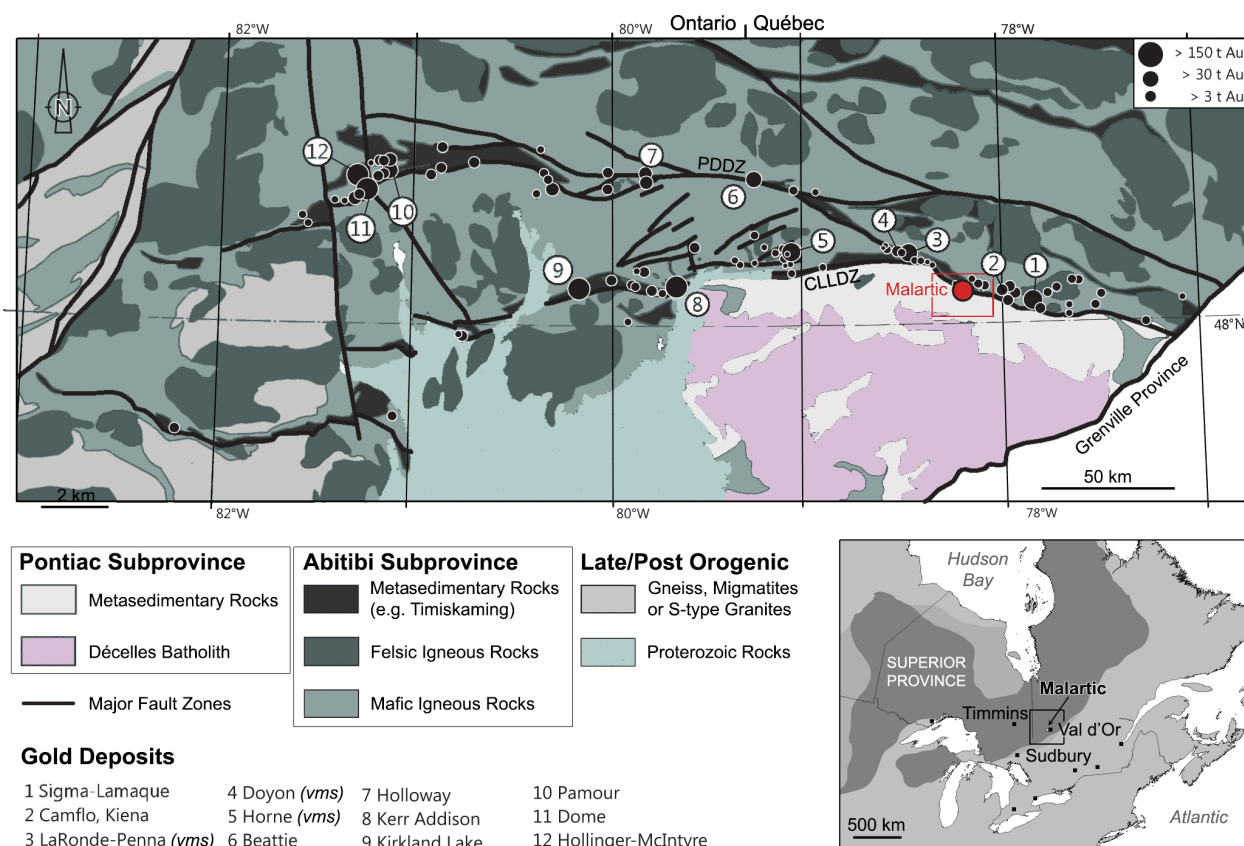 Ontario Québec
82°W 80°W 78°W
> 150 t Au
> 30 t Au
> 3 t Au
N
12
7
PDDZ
10
6
11
4
3
5
9
2
1
CLLDZ
Malartic
8
48°N
Grenville Province
2 km
50 km
82°W 80°W 78°W
Pontiac Subprovince
Metasedimentary Rocks
Décelles Batholith
Major Fault Zones
Abitibi Subprovince
Metasedimentary Rocks
(e.g. Timiskaming)
Felsic Igneous Rocks
Mafic Igneous Rocks
Late/Post Orogenic
Gneiss, Migmatites
or S-type Granites
Proterozoic Rocks
Gold Deposits
1 Sigma-Lamaque
2 Camflo, Kiena
3 LaRonde-Penna (vms)
4 Doyon (vms)
5 Horne (vms)
6 Beattie
7 Holloway
8 Kerr Addison
9 Kirkland Lake
10 Pamour
11 Dome
12 Hollinger-McIntyre
Hudson
Bay
SUPERIOR
PROVINCE
Malartic
Timmins
Val d'Or
Sudbury
500 km
Atlantic